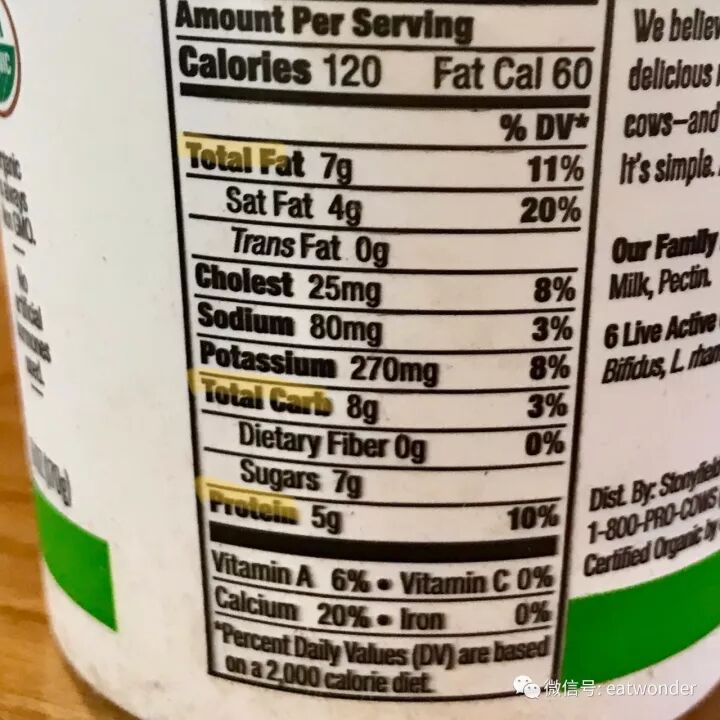 Amount Per Serving
Calories 120 Fat Cal 60
% DV*
Total Fat 7g 11%
Sat Fat 4g 20%
Trans Fat 0g
Cholest 25mg 8%
Sodium 80mg 3%
Potassium 270mg 8%
Total Carb 8g 3%
Dietary Fiber 0g 0%
Sugars 7g
Protein 5g 10%
Vitamin A 6% • Vitamin C 0%
Calcium 20% • Iron 0%
*Percent Daily Values (DV) are based
on a 2,000 calorie diet.
We believ
delicious
cows—and
It's simple.
Our Family
Milk, Pectin.
6 Live Active
Bifidus, L. rham
Dist. By: Stonyfield
1-800-PRO-COWS
Certified Organic by
No
微信号: eatwonder